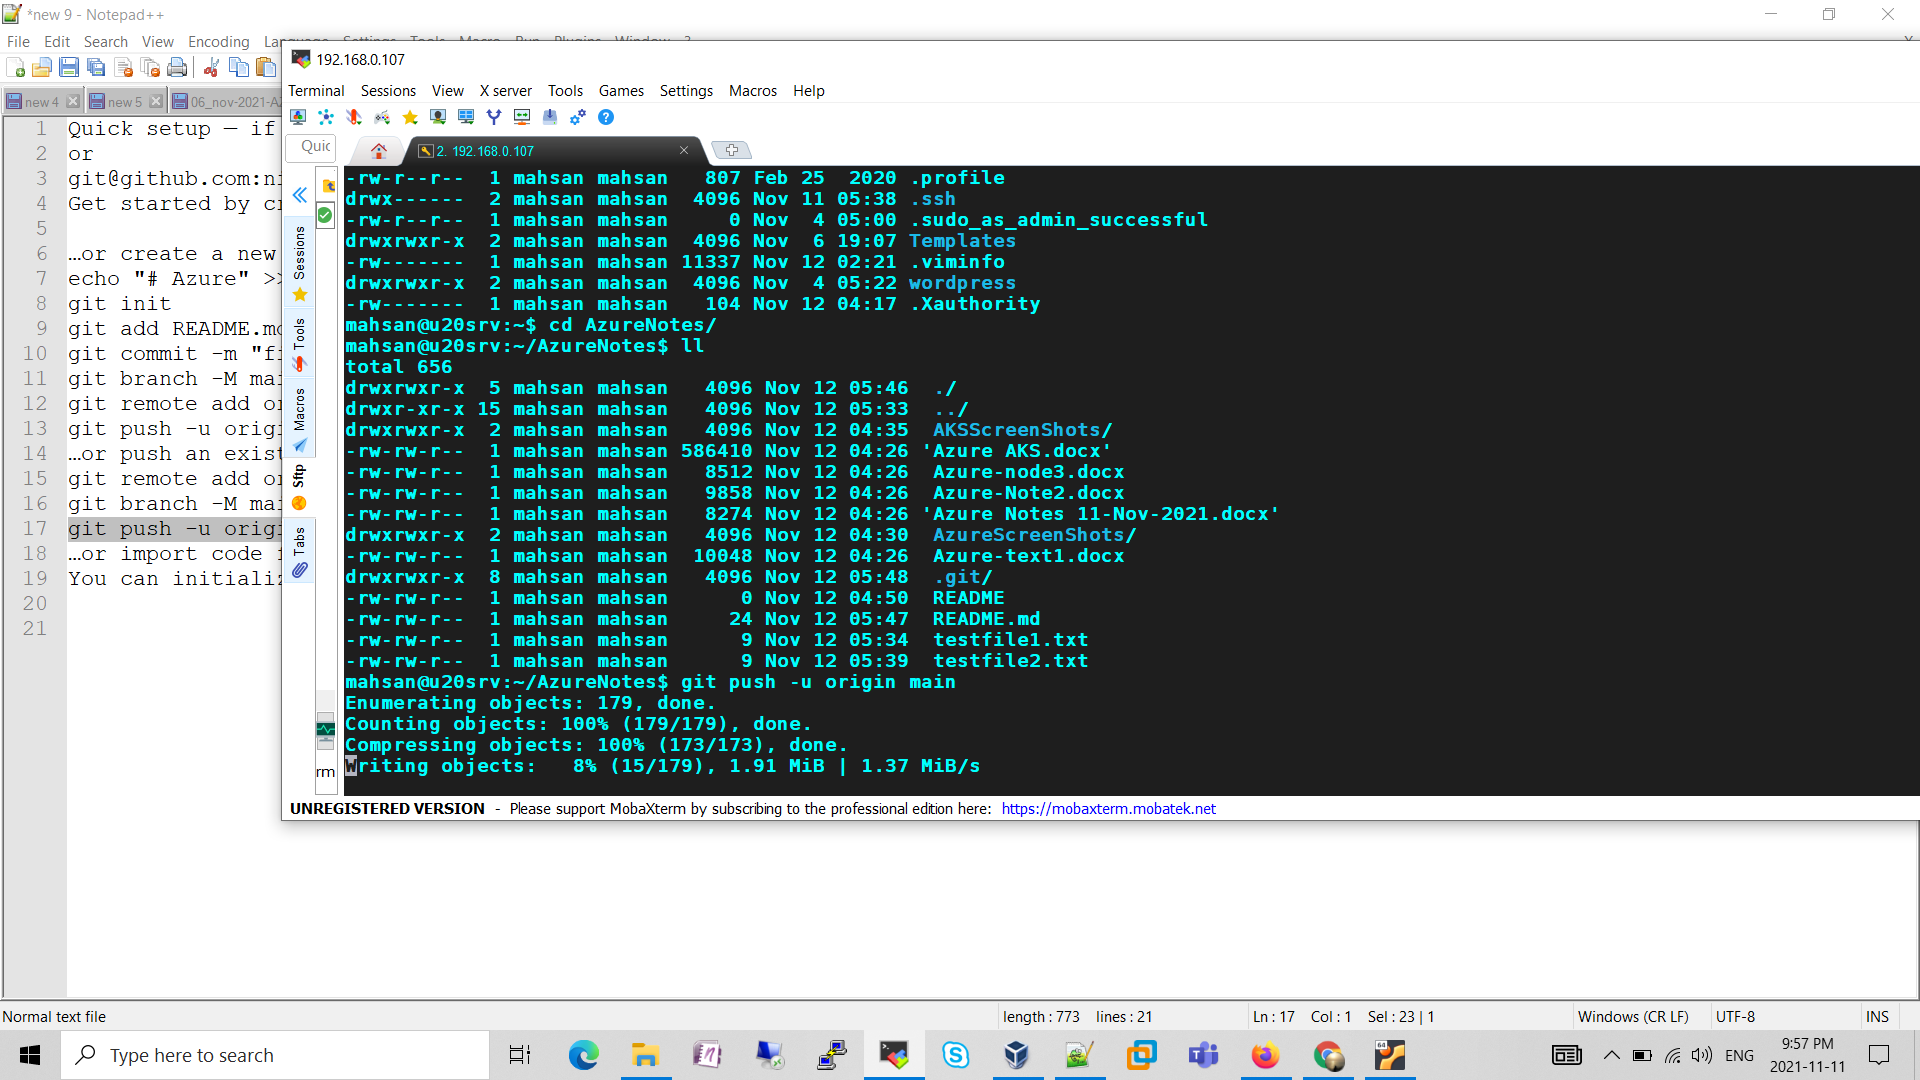 *new 9 - Notepad++
File Edit Search View Encoding
new 4 new 5 06_nov-2021-A
1 Quick setup — if
2 or
3 git@github.com:ni
4 Get started by cr
5
6 …or create a new
7 echo "# Azure" >>
8 git init
9 git add README.md
10 git commit -m "fi
11 git branch -M mai
12 git remote add or
13 git push -u origi
14 …or push an exist
15 git remote add or
16 git branch -M mai
17 git push -u origi
18 …or import code f
19 You can initializ
20
21
192.168.0.107
Terminal Sessions View X server Tools Games Settings Macros Help
Quic
2. 192.168.0.107
Sessions
Tools
Macros
Sftp
Tabs
rm
-rw-r--r-- 1 mahsan mahsan 807 Feb 25 2020 .profile
drwx------ 2 mahsan mahsan 4096 Nov 11 05:38 .ssh
-rw-r--r-- 1 mahsan mahsan 0 Nov 4 05:00 .sudo_as_admin_successful
drwxrwxr-x 2 mahsan mahsan 4096 Nov 6 19:07 Templates
-rw------- 1 mahsan mahsan 11337 Nov 12 02:21 .viminfo
drwxrwxr-x 2 mahsan mahsan 4096 Nov 4 05:22 wordpress
-rw------- 1 mahsan mahsan 104 Nov 12 04:17 .Xauthority
mahsan@u20srv:~$ cd AzureNotes/
mahsan@u20srv:~/AzureNotes$ ll
total 656
drwxrwxr-x 5 mahsan mahsan 4096 Nov 12 05:46 ./
drwxr-xr-x 15 mahsan mahsan 4096 Nov 12 05:33 ../
drwxrwxr-x 2 mahsan mahsan 4096 Nov 12 04:35 AKSScreenShots/
-rw-rw-r-- 1 mahsan mahsan 586410 Nov 12 04:26 'Azure AKS.docx'
-rw-rw-r-- 1 mahsan mahsan 8512 Nov 12 04:26 Azure-node3.docx
-rw-rw-r-- 1 mahsan mahsan 9858 Nov 12 04:26 Azure-Note2.docx
-rw-rw-r-- 1 mahsan mahsan 8274 Nov 12 04:26 'Azure Notes 11-Nov-2021.docx'
drwxrwxr-x 2 mahsan mahsan 4096 Nov 12 04:30 AzureScreenShots/
-rw-rw-r-- 1 mahsan mahsan 10048 Nov 12 04:26 Azure-text1.docx
drwxrwxr-x 8 mahsan mahsan 4096 Nov 12 05:48 .git/
-rw-rw-r-- 1 mahsan mahsan 0 Nov 12 04:50 README
-rw-rw-r-- 1 mahsan mahsan 24 Nov 12 05:47 README.md
-rw-rw-r-- 1 mahsan mahsan 9 Nov 12 05:34 testfile1.txt
-rw-rw-r-- 1 mahsan mahsan 9 Nov 12 05:39 testfile2.txt
mahsan@u20srv:~/AzureNotes$ git push -u origin main
Enumerating objects: 179, done.
Counting objects: 100% (179/179), done.
Compressing objects: 100% (173/173), done.
Writing objects: 8% (15/179), 1.91 MiB | 1.37 MiB/s
UNREGISTERED VERSION - Please support MobaXterm by subscribing to the professional edition here: https://mobaxterm.mobatek.net
Normal text file length : 773 lines : 21 Ln : 17 Col : 1 Sel : 23 | 1 Windows (CR LF) UTF-8 INS
Type here to search
ENG
9:57 PM
2021-11-11